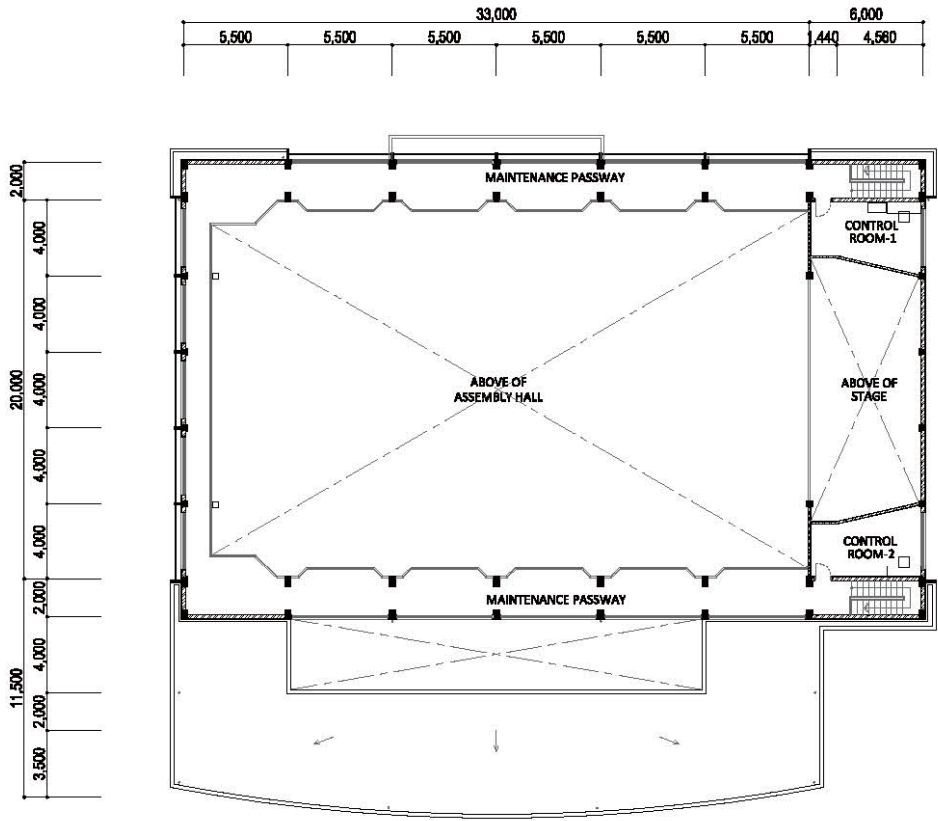 33,000
6,000
5,500
5,500
5,500
5,500
5,500
5,500
1,440
4,560
2,000
MAINTENANCE PASSWAY
4,000
CONTROL
ROOM-1
4,000
20,000
4,000
ABOVE OF
ASSEMBLY HALL
ABOVE OF
STAGE
4,000
4,000
CONTROL
ROOM-2
2,000
MAINTENANCE PASSWAY
11,500
4,000
2,000
3,500